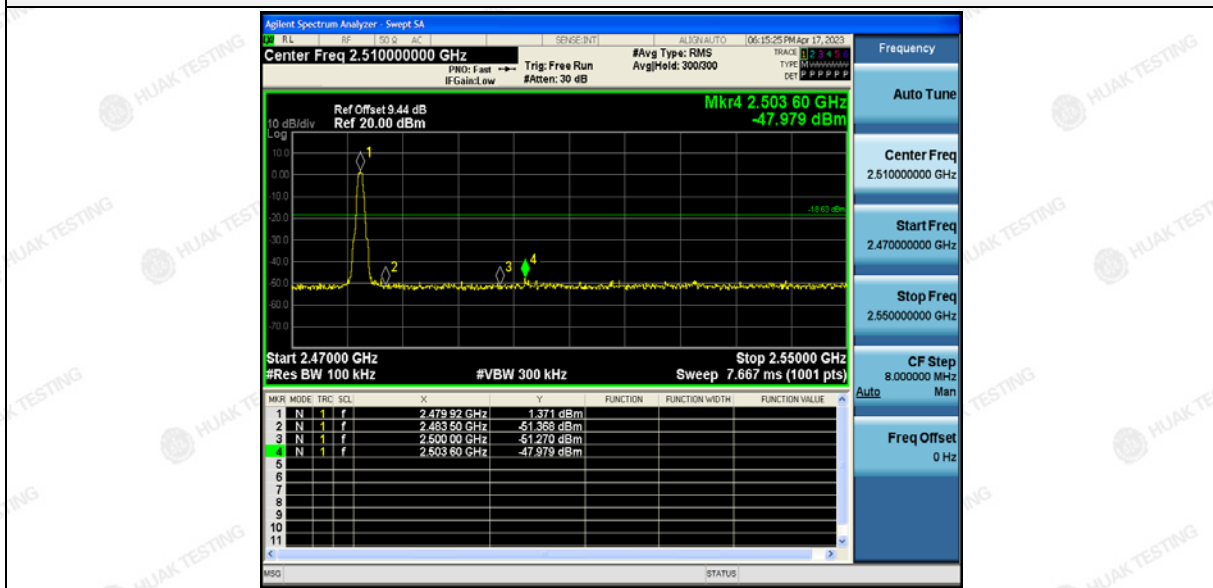 Agilent Spectrum Analyzer - Swept SA
RL RF 50 Ω AC SENSE:INT ALIGN AUTO 06:15:25 PM Apr 17, 2023
Center Freq 2.510000000 GHz
PNO: Fast
IFGain:Low
Trig: Free Run
#Atten: 30 dB
#Avg Type: RMS
Avg|Hold: 300/300
TRACE 1 2 3 4 5 6
TYPE M
DET P P P P P P
Ref Offset 9.44 dB
Ref 20.00 dBm
10 dB/div
Log
Mkr4 2.503 60 GHz
-47.979 dBm
10.0
0.00
-10.0
-20.0
-30.0
-40.0
-50.0
-60.0
-70.0
1
2
3
4
-18.63 dBm
Start 2.47000 GHz Stop 2.55000 GHz
#Res BW 100 kHz #VBW 300 kHz Sweep 7.667 ms (1001 pts)
MKR MODE TRC SCL X Y FUNCTION FUNCTION WIDTH FUNCTION VALUE
1 N 1 f 2.479 92 GHz 1.371 dBm
2 N 1 f 2.483 50 GHz -51.368 dBm
3 N 1 f 2.500 00 GHz -51.270 dBm
4 N 1 f 2.503 60 GHz -47.979 dBm
5
6
7
8
9
10
11
MSG STATUS
Frequency
Auto Tune
Center Freq
2.510000000 GHz
Start Freq
2.470000000 GHz
Stop Freq
2.550000000 GHz
CF Step
8.000000 MHz
Auto Man
Freq Offset
0 Hz
HUAK TESTING
HUAK TESTING
HUAK TESTING
HUAK TESTING
HUAK TESTING